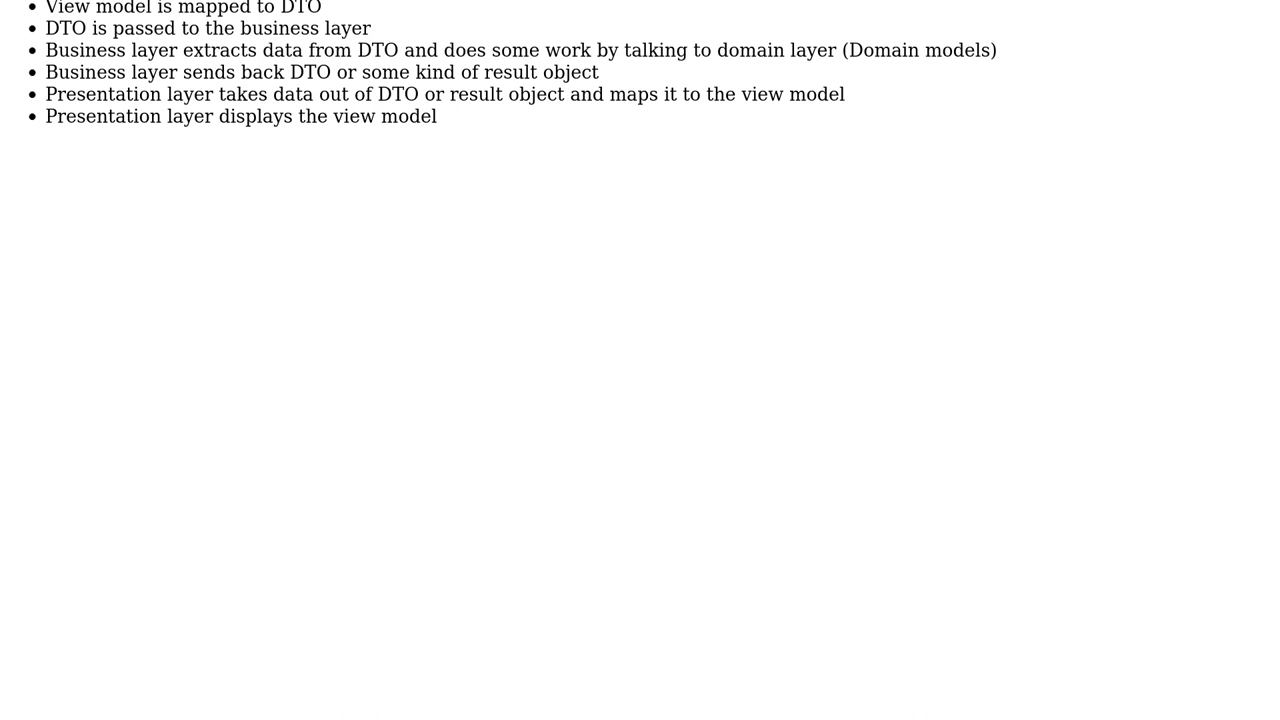 • View model is mapped to DTO
• DTO is passed to the business layer
• Business layer extracts data from DTO and does some work by talking to domain layer (Domain models)
• Business layer sends back DTO or some kind of result object
• Presentation layer takes data out of DTO or result object and maps it to the view model
• Presentation layer displays the view model